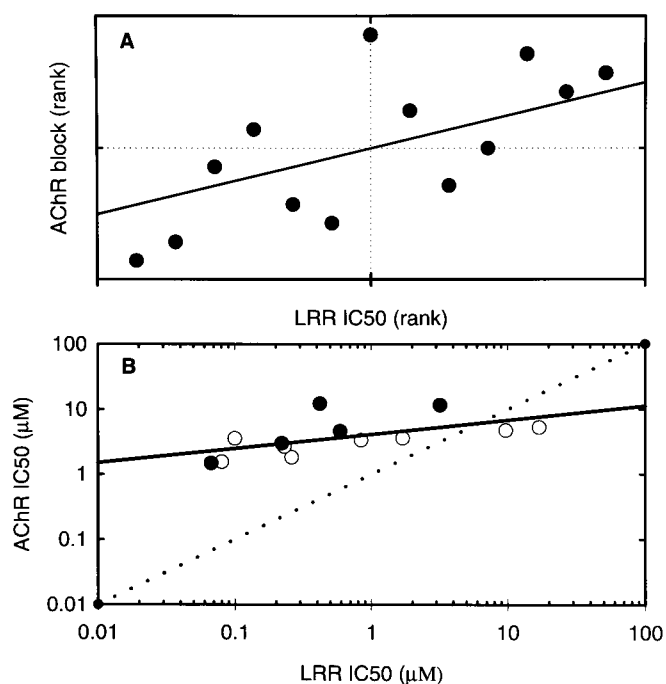 A
AChR block (rank)
LRR IC50 (rank)
B
AChR IC50 (μM)
100
10
1
0.1
0.01
0.01 0.1 1 10 100
LRR IC50 (μM)